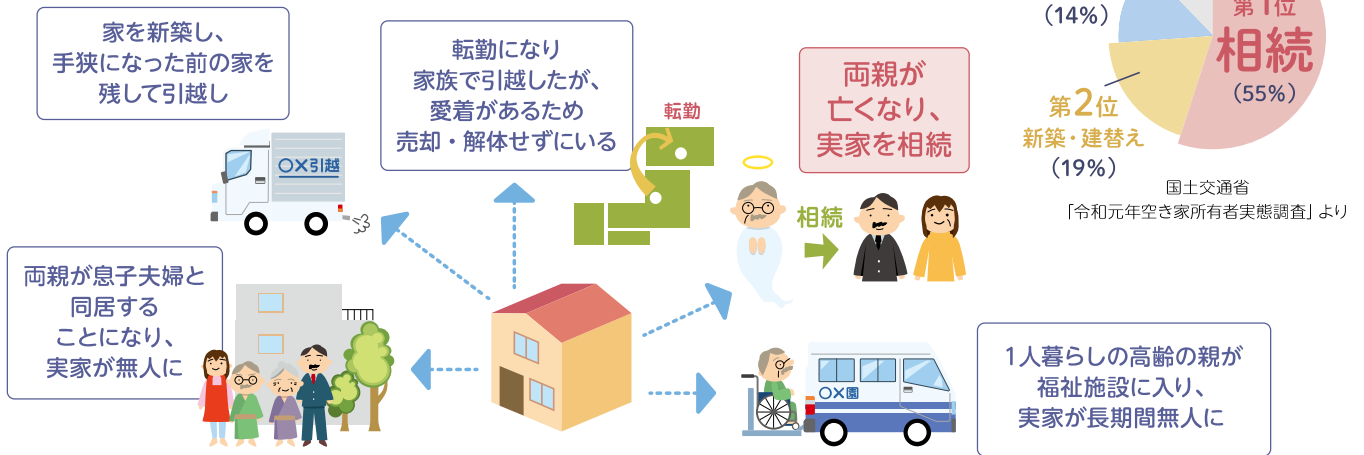 家を新築し、
手狭になった前の家を
残して引越し
〇✕引越
転勤になり
家族で引越したが、
愛着があるため
売却・解体せずにいる
転勤
両親が
亡くなり、
実家を相続
相続
(14%)
第1位
相続
(55%)
第2位
新築・建替え
(19%)
国土交通省
「令和元年空き家所有者実態調査」より
両親が息子夫婦と
同居する
ことになり、
実家が無人に
〇✕園
1人暮らしの高齢の親が
福祉施設に入り、
実家が長期間無人に